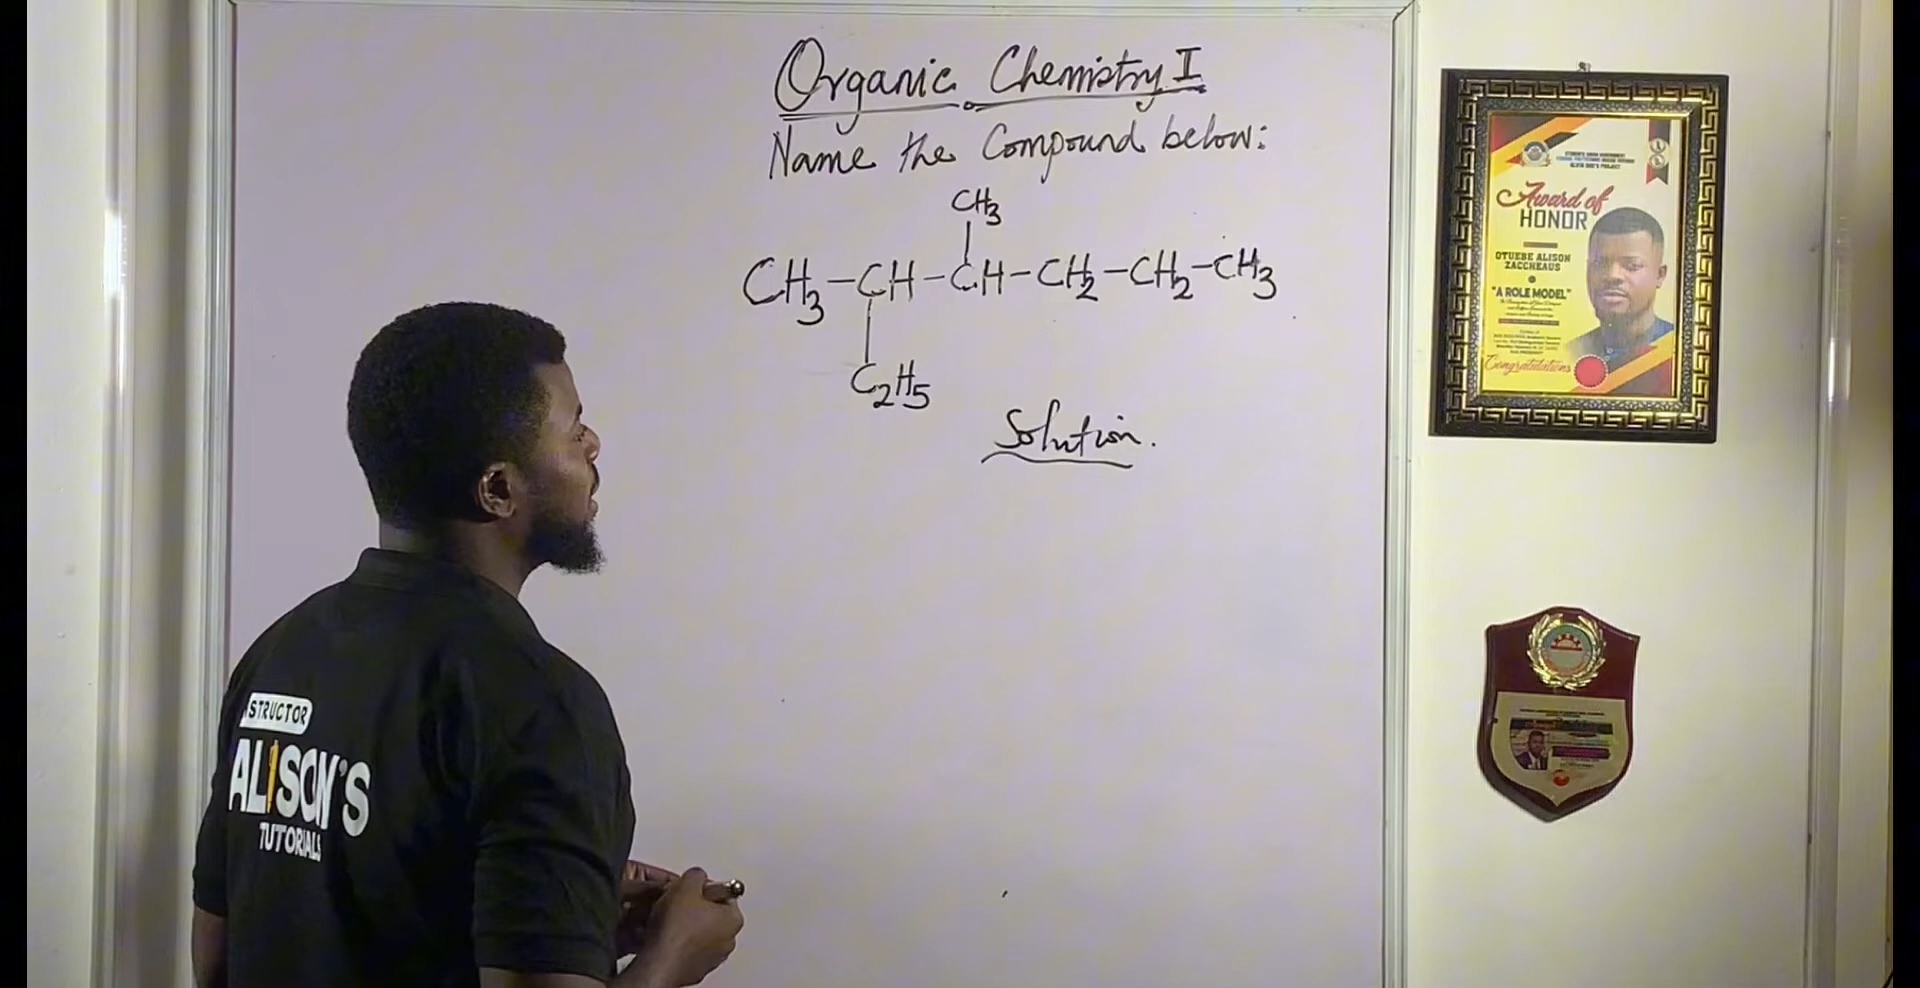 Organic Chemistry I
Name the Compound below:
CH3
CH3-CH-CH-CH2-CH2-CH3
C2H5
Solution.
STRUCTOR
ALISON'S
TUTORIALS
Award of
HONOR
OTUEBE ALISON
ZACCHEAUS
"A ROLE MODEL"
Congratulations